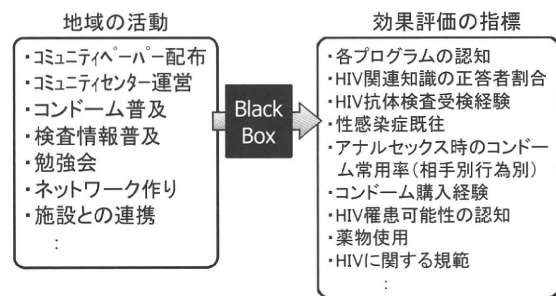 地域の活動
・コミュニティペーパー配布
・コミュニティセンター運営
・コンドーム普及
・検査情報普及
・勉強会
・ネットワーク作り
・施設との連携
：
Black
Box
効果評価の指標
・各プログラムの認知
・HIV関連知識の正答者割合
・HIV抗体検査受検経験
・性感染症既往
・アナルセックス時のコンドー
ム常用率（相手別行為別）
・コンドーム購入経験
・HIV罹患可能性の認知
・薬物使用
・HIVに関する規範
：